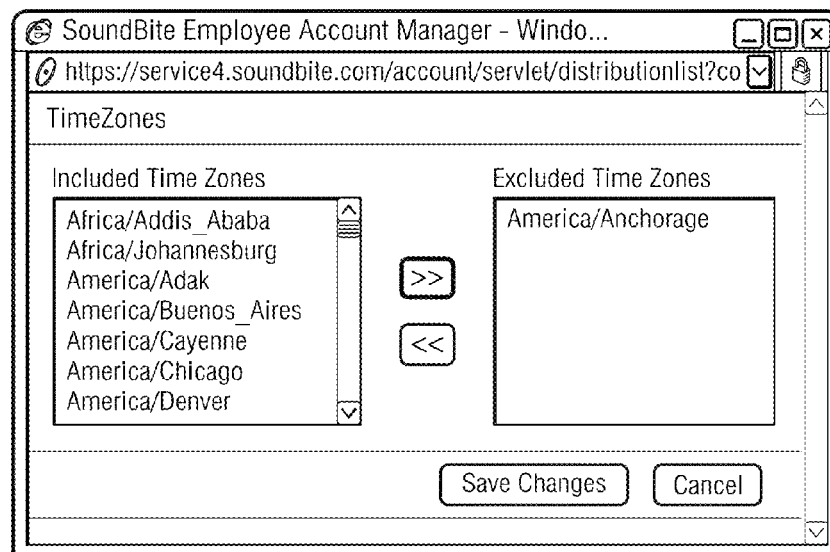 SoundBite Employee Account Manager - Windo...
https://service4.soundbite.com/account/servlet/distributionlist?co
TimeZones
Included Time Zones
Africa/Addis_Ababa
Africa/Johannesburg
America/Adak
America/Buenos_Aires
America/Cayenne
America/Chicago
America/Denver
>>
<<
Excluded Time Zones
America/Anchorage
Save Changes
Cancel